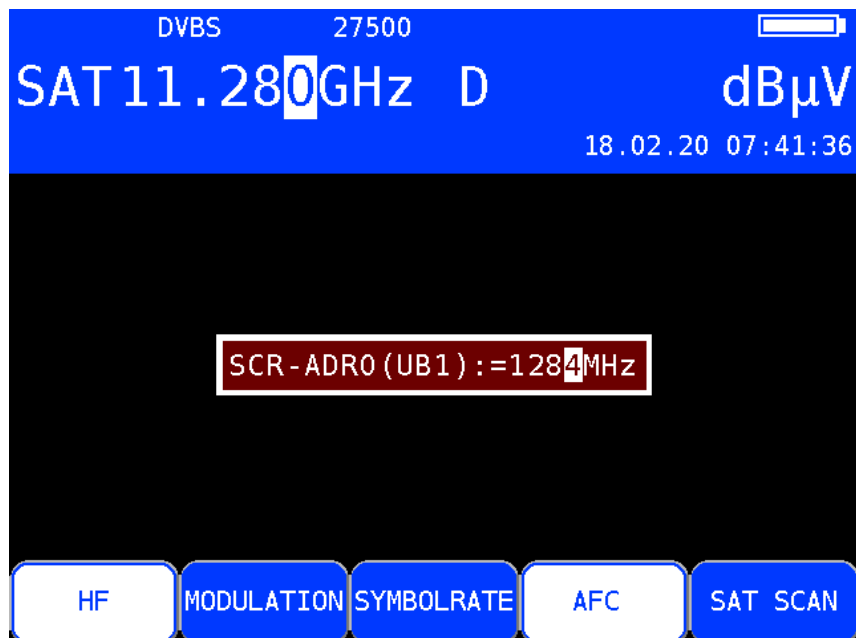 DVBS 27500
SAT 11.280GHz D dBµV
18.02.20 07:41:36
SCR-ADR0(UB1):=1284MHz
HF MODULATION SYMBOLRATE AFC SAT SCAN